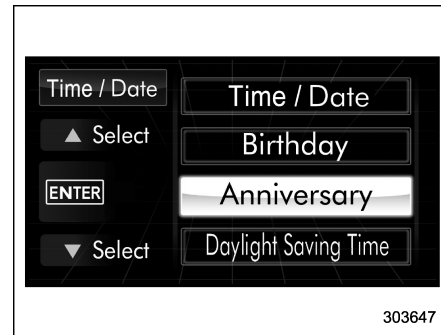 Time / Date
▲ Select
ENTER
▼ Select
Time / Date
Birthday
Anniversary
Daylight Saving Time
303647